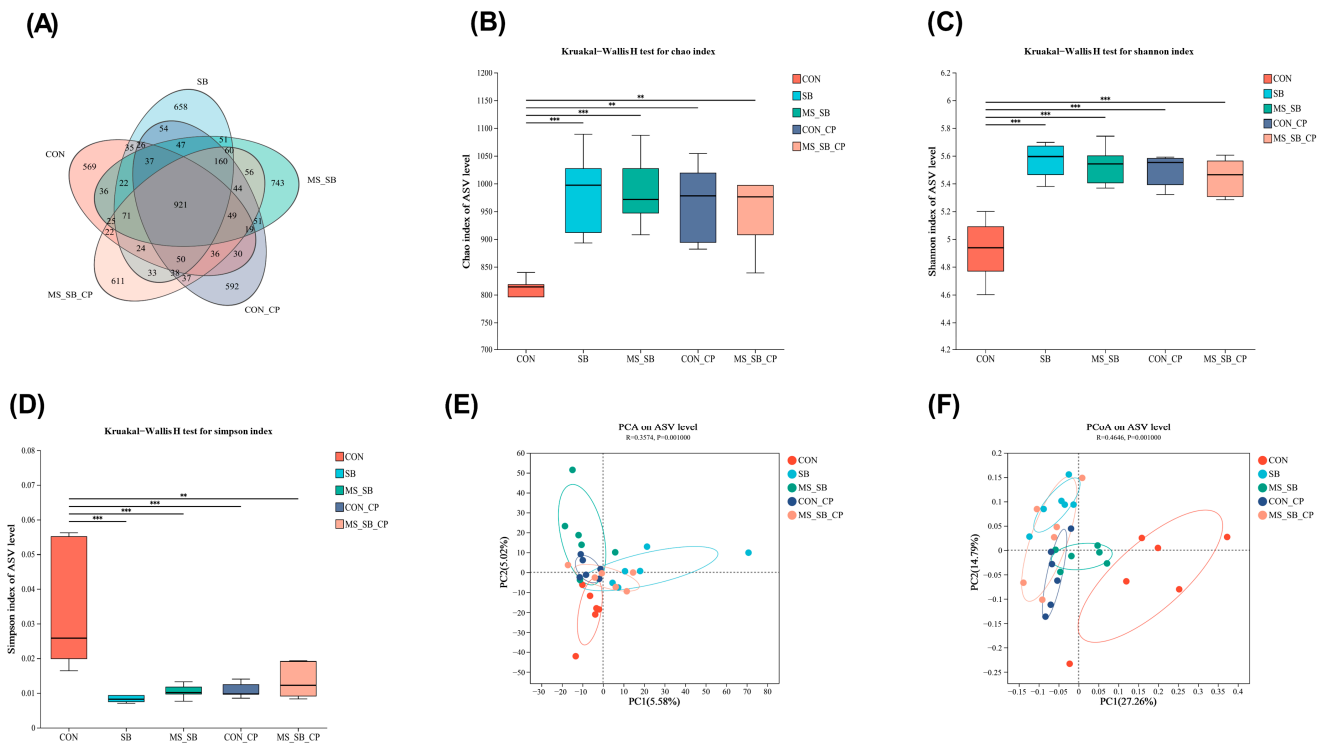 (A)
SB
658
54
51
47
35
26
60
CON
37
160
569
56
MS_SB
22
36
44
743
921
71
49
51
25
22
19
24
36
30
50
33
38
37
611
592
MS_SB_CP
CON_CP
(B)
Kruakal−Wallis H test for chao index
Chao index of ASV level
1200
1150
1100
1050
1000
950
900
850
800
750
700
**
**
***
***
CON
SB
MS_SB
CON_CP
MS_SB_CP
CON
SB
MS_SB
CON_CP
MS_SB_CP
(C)
Kruakal−Wallis H test for shannon index
Shannon index of ASV level
6.2
6
5.8
5.6
5.4
5.2
5
4.8
4.6
4.4
4.2
***
***
***
***
CON
SB
MS_SB
CON_CP
MS_SB_CP
CON
SB
MS_SB
CON_CP
MS_SB_CP
(D)
Kruakal−Wallis H test for simpson index
Simpson index of ASV level
0.08
0.07
0.06
0.05
0.04
0.03
0.02
0.01
0
**
***
***
***
CON
SB
MS_SB
CON_CP
MS_SB_CP
CON
SB
MS_SB
CON_CP
MS_SB_CP
(E)
PCA on ASV level
R=0.3574, P=0.001000
PC2(5.02%)
60
50
40
30
20
10
0
−10
−20
−30
−40
−50
−30
−20
−10
0
10
20
30
40
50
60
70
80
PC1(5.58%)
CON
SB
MS_SB
CON_CP
MS_SB_CP
(F)
PCoA on ASV level
R=0.4646, P=0.001000
PC2(14.79%)
0.2
0.15
0.1
0.05
0
−0.05
−0.1
−0.15
−0.2
−0.25
−0.15
−0.1
−0.05
0
0.05
0.1
0.15
0.2
0.25
0.3
0.35
0.4
PC1(27.26%)
CON
SB
MS_SB
CON_CP
MS_SB_CP